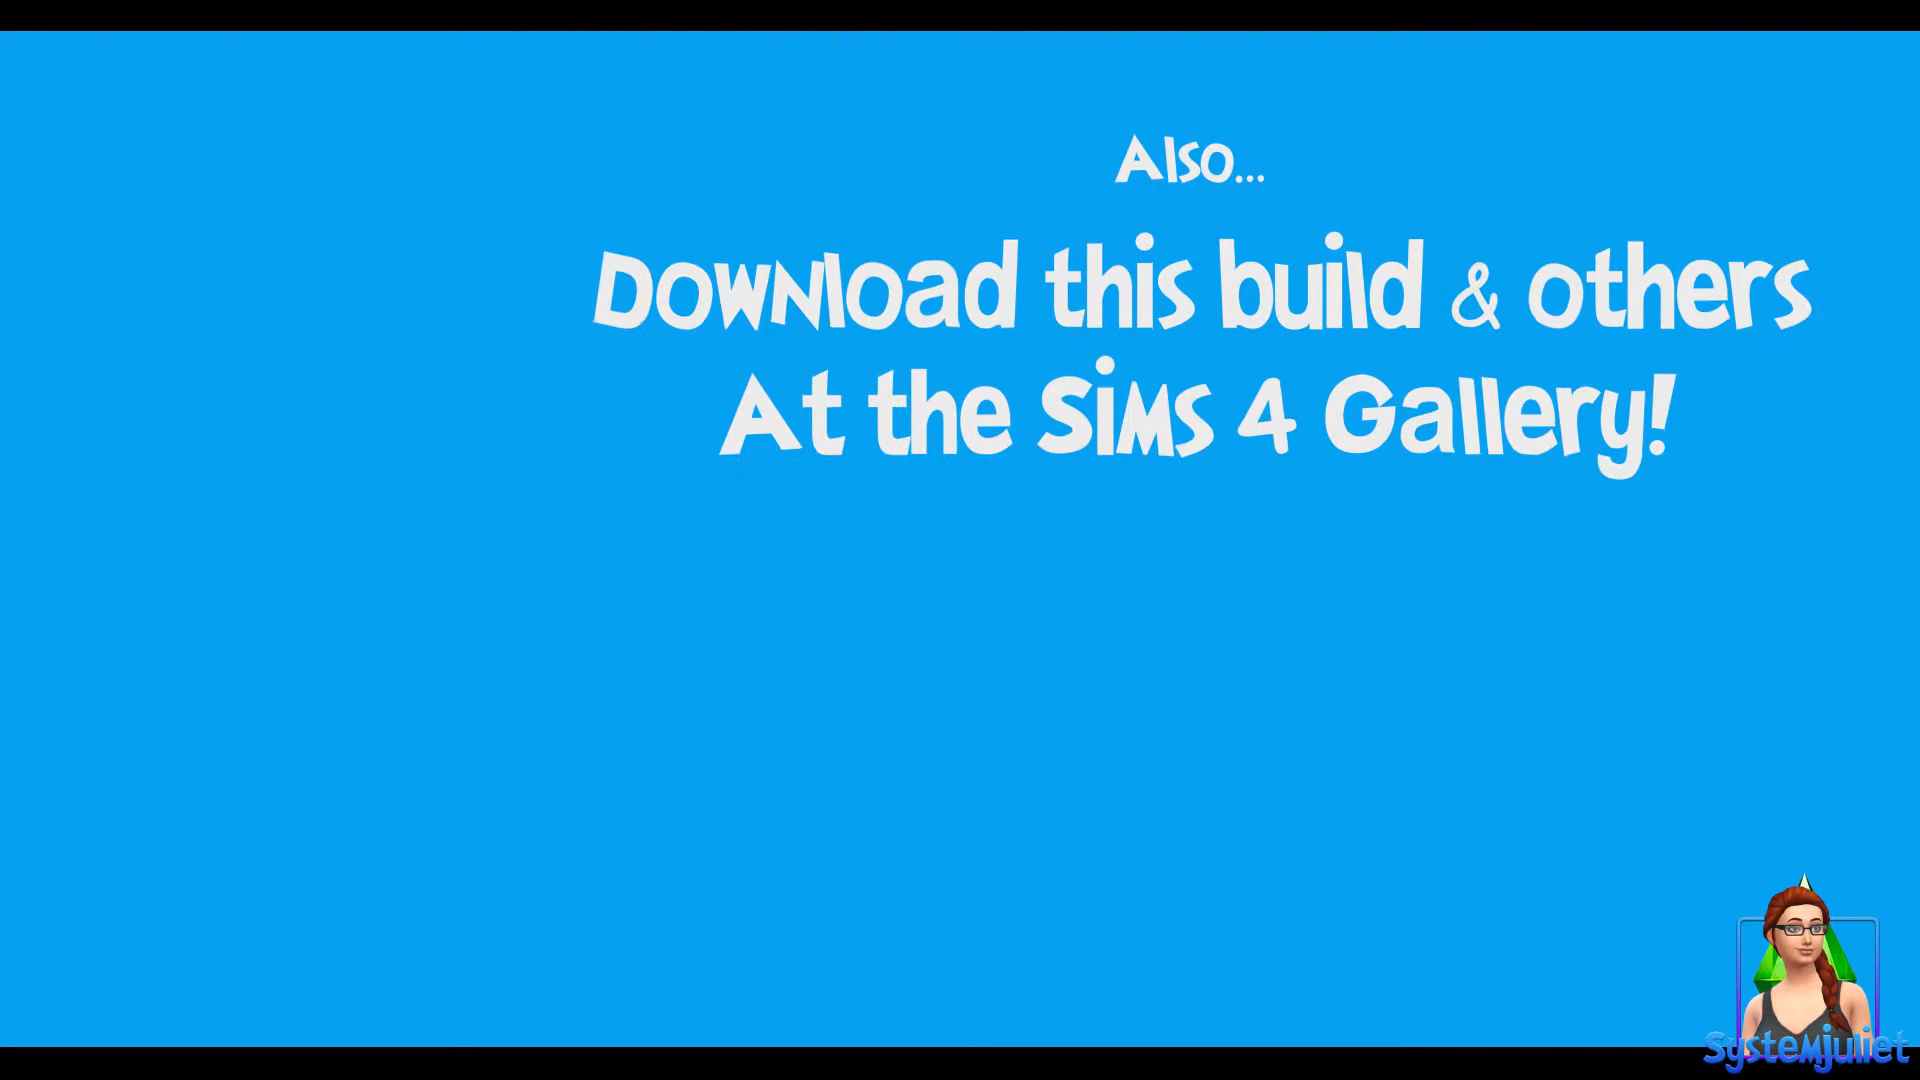 Also...
Download this build & others
At the Sims 4 Gallery!
Systemjuliet